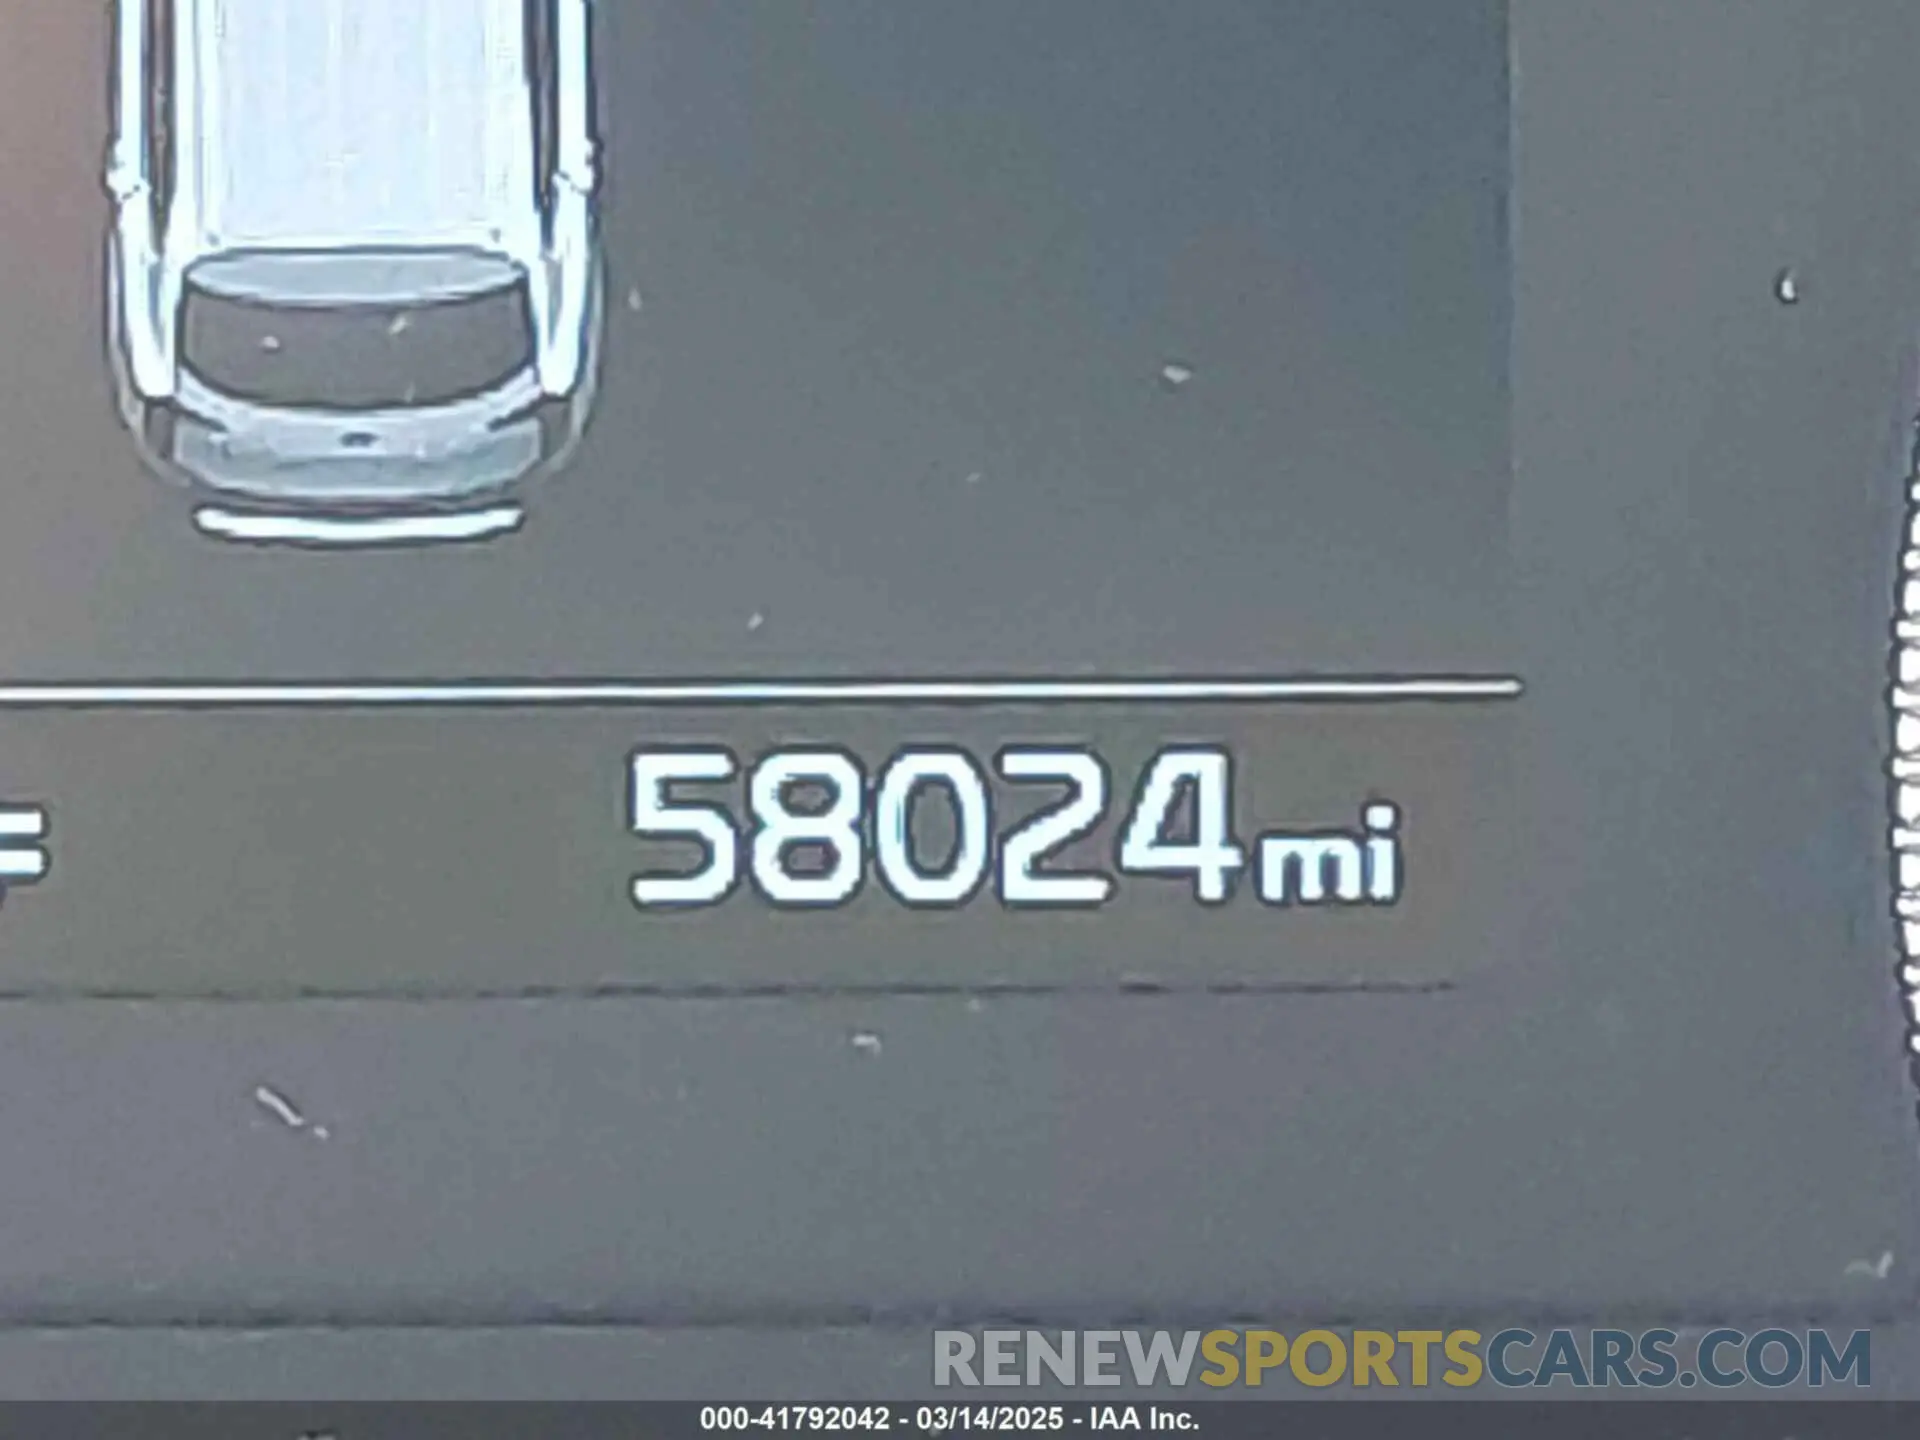 58024mi
RENEWSPORTSCARS.COM
000-41792042 - 03/14/2025 - IAA Inc.